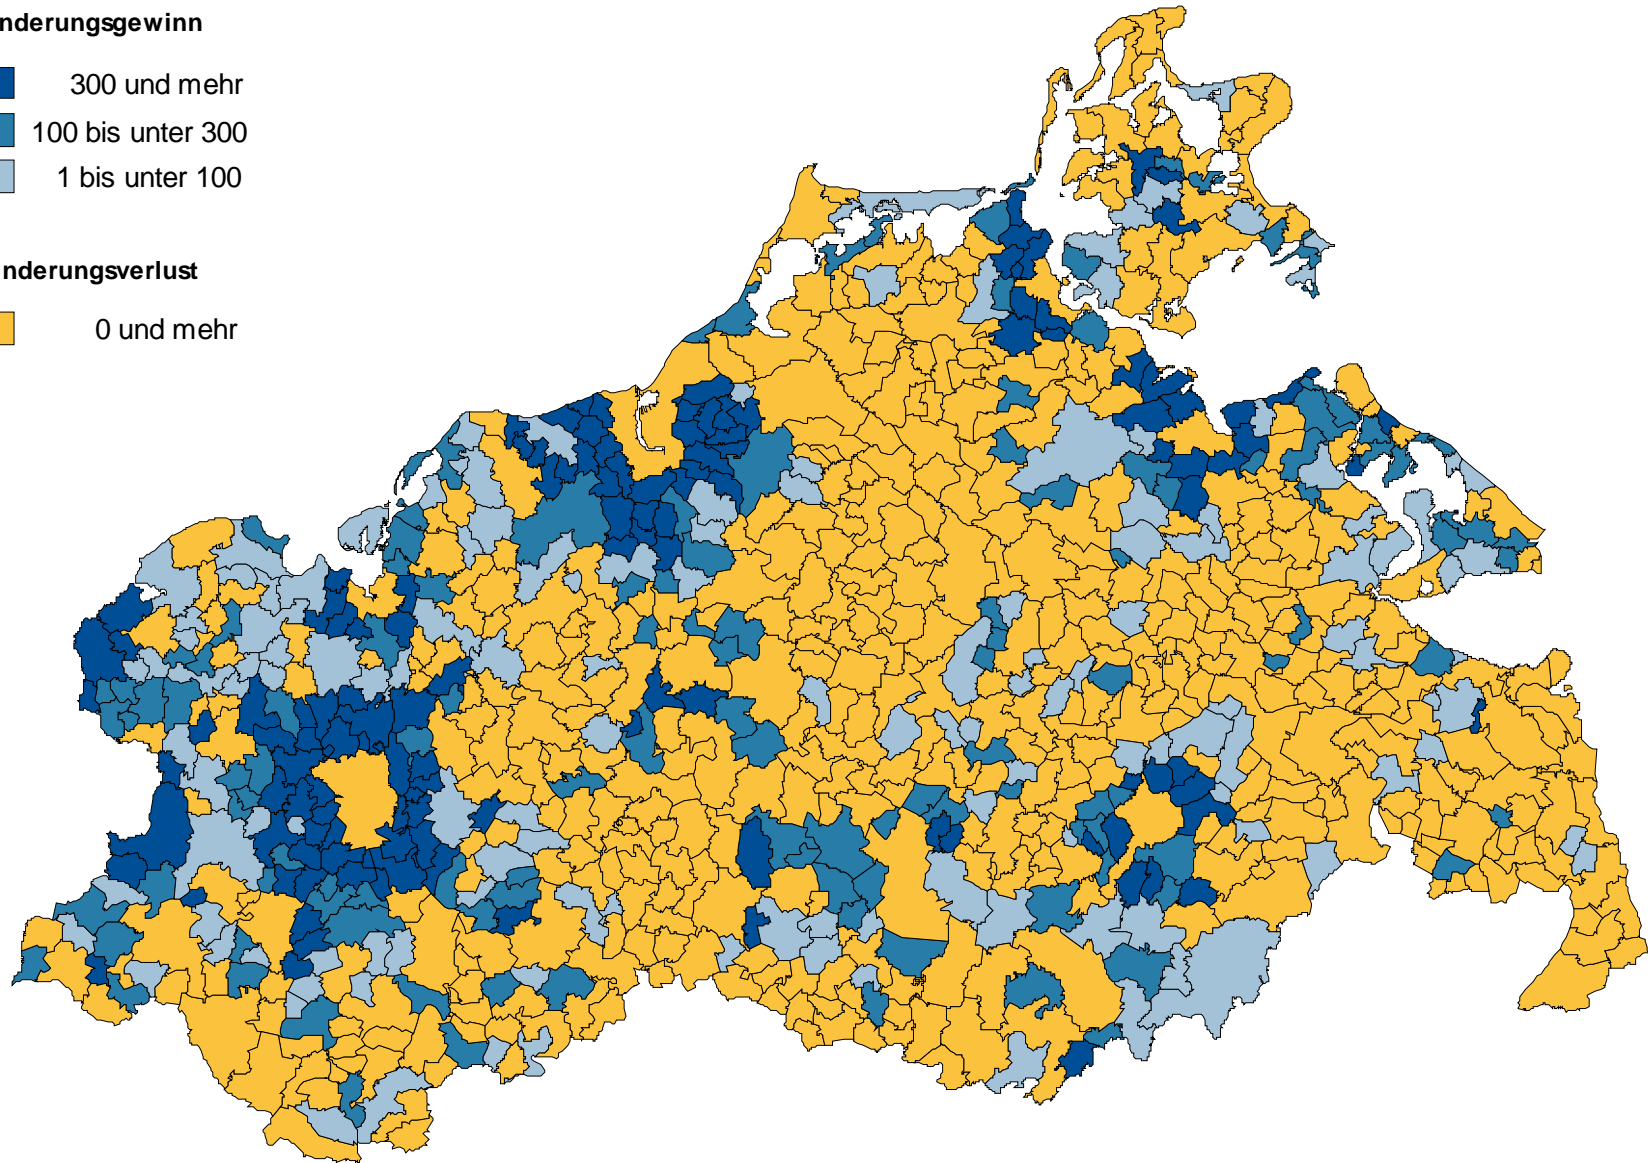 nderungsgewinn
300 und mehr
100 bis unter 300
1 bis unter 100
nderungsverlust
0 und mehr